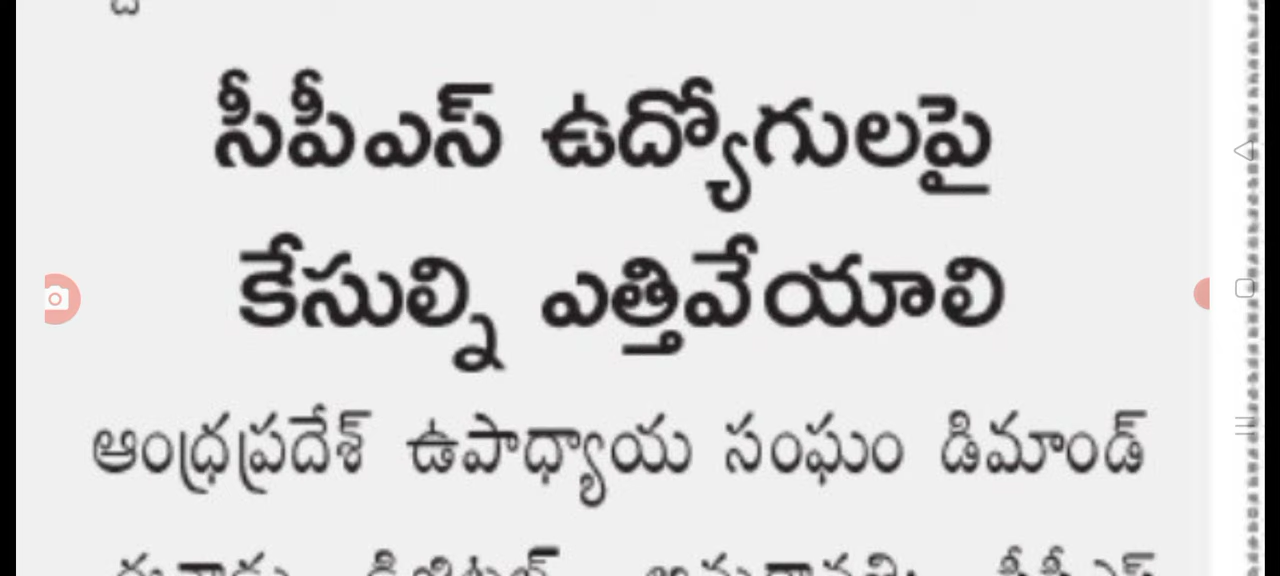 సీపీఎస్ ఉద్యోగులపై
కేసుల్ని ఎత్తివేయాలి
ఆంధ్రప్రదేశ్ ఉపాధ్యాయ సంఘం డిమాండ్